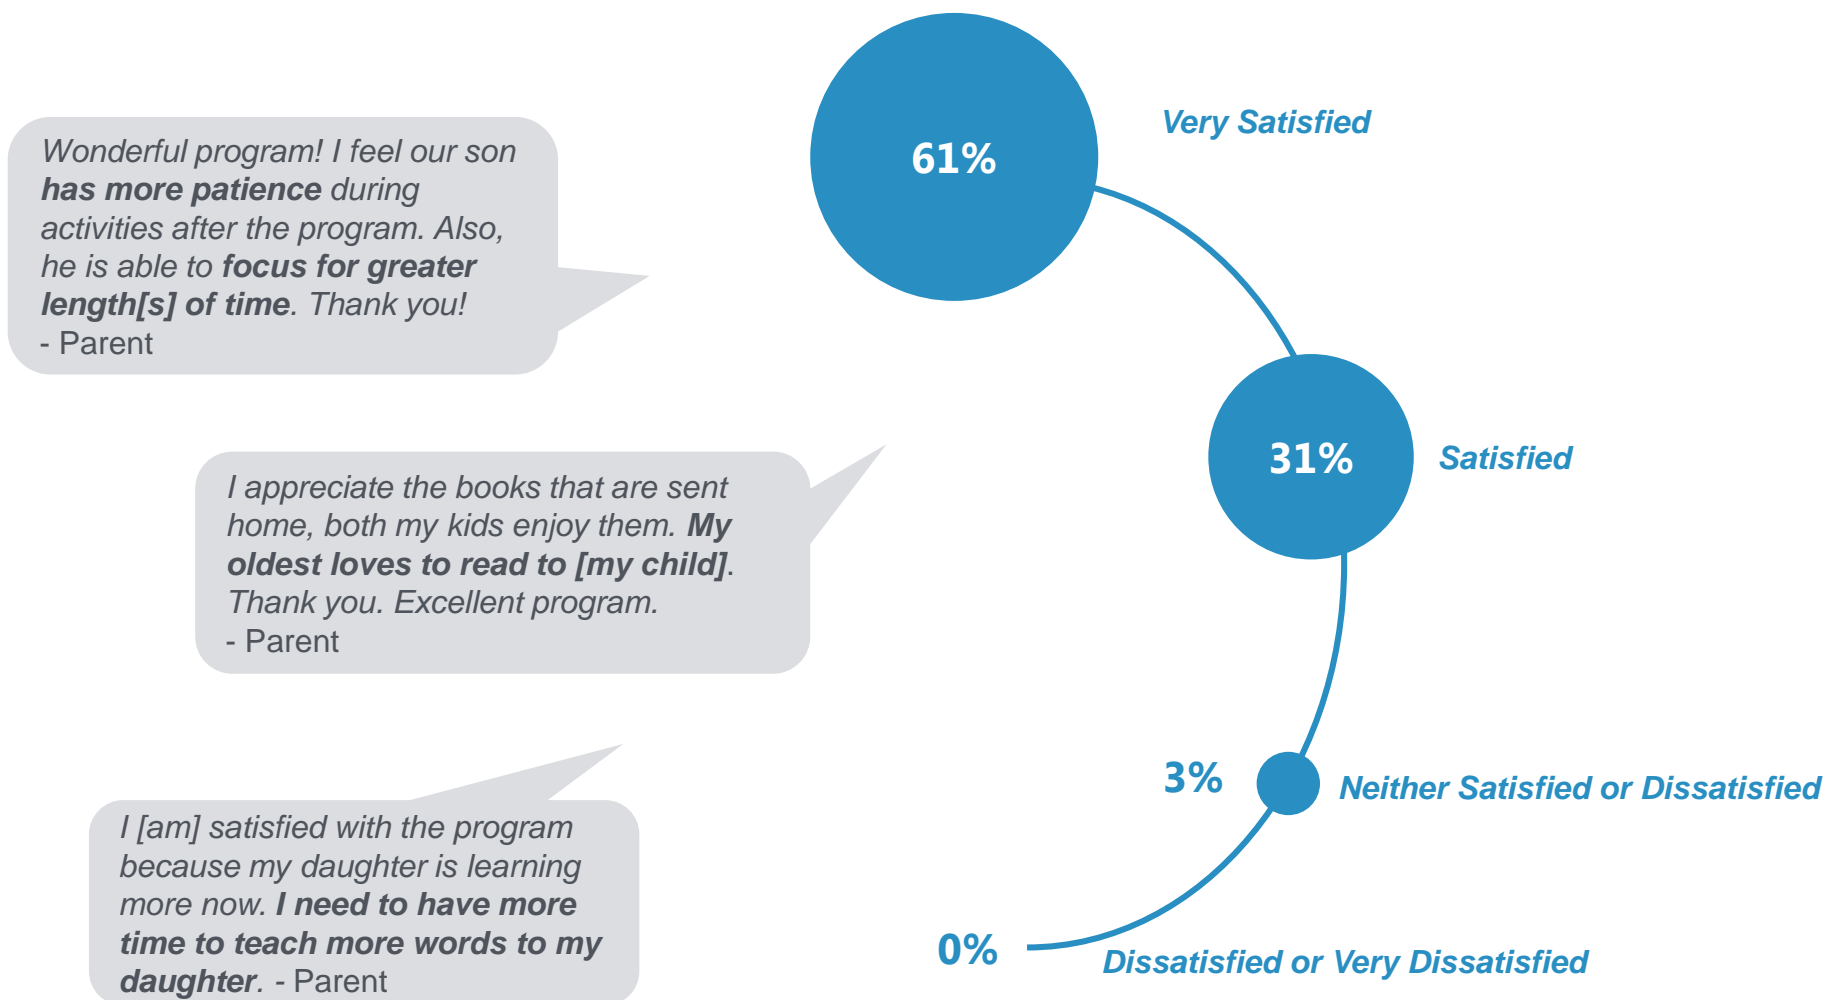 Wonderful program! I feel our son
has more patience during
activities after the program. Also,
he is able to focus for greater
length[s] of time. Thank you!
- Parent
I appreciate the books that are sent
home, both my kids enjoy them. My
oldest loves to read to [my child].
Thank you. Excellent program.
- Parent
I [am] satisfied with the program
because my daughter is learning
more now. I need to have more
time to teach more words to my
daughter. - Parent
61%
Very Satisfied
31%
Satisfied
3%
Neither Satisfied or Dissatisfied
0%
Dissatisfied or Very Dissatisfied